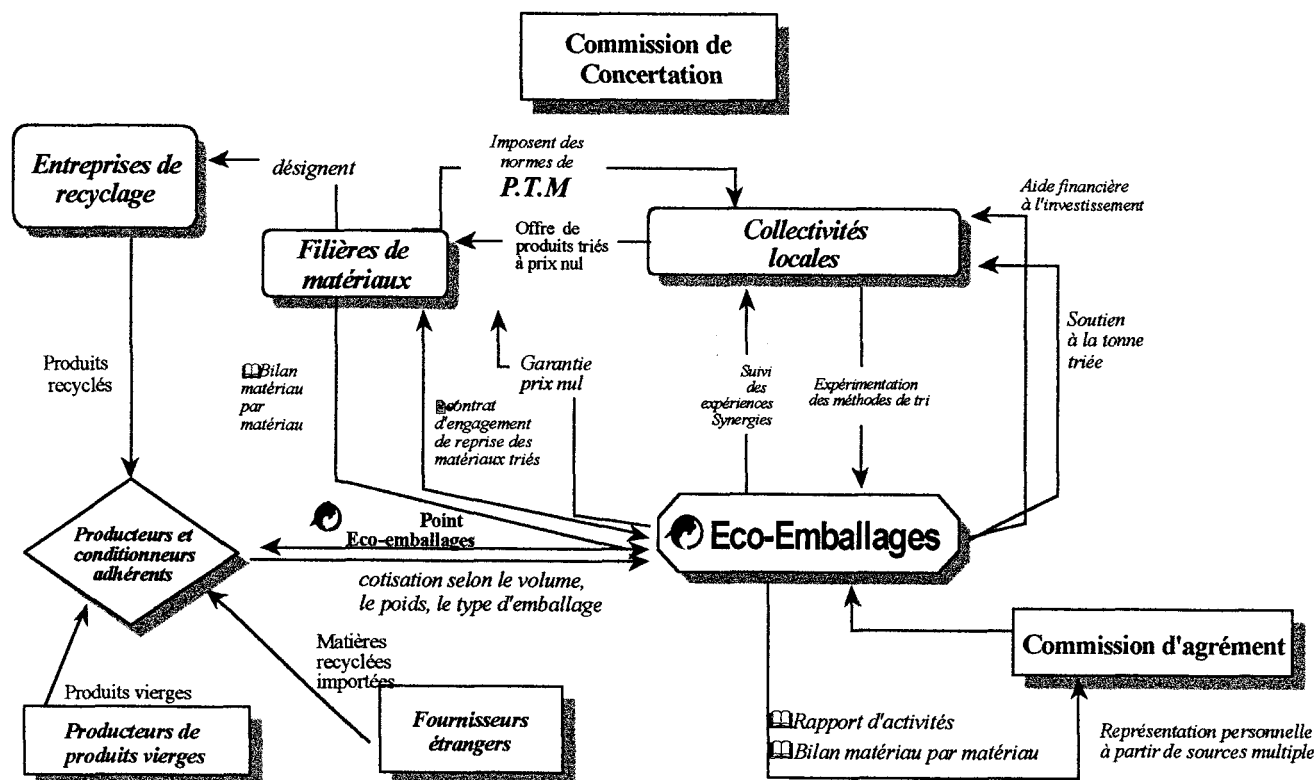 Commission de
Concertation
Entreprises de
recyclage
désignent
Imposent des
normes de
P.T.M
Aide financière
à l'investissement
Filières de
matériaux
Offre de
produits triés
à prix nul
Collectivités
locales
Produits
recyclés
Bilan
matériau
par
matériau
Garantie
prix nul
contrat
d'engagement
de reprise des
matériaux triés
Suivi
des
expériences
Synergies
Expérimentation
des méthodes de tri
Soutien
à la tonne
triée
Producteurs et
conditionneurs
adhérents
Point
Eco-emballages
Eco-Emballages
cotisation selon le volume,
le poids, le type d'emballage
Matières
recyclées
importées
Commission d'agrément
Produits vierges
Producteurs de
produits vierges
Fournisseurs
étrangers
Rapport d'activités
Bilan matériau par matériau
Représentation personnelle
à partir de sources multiple